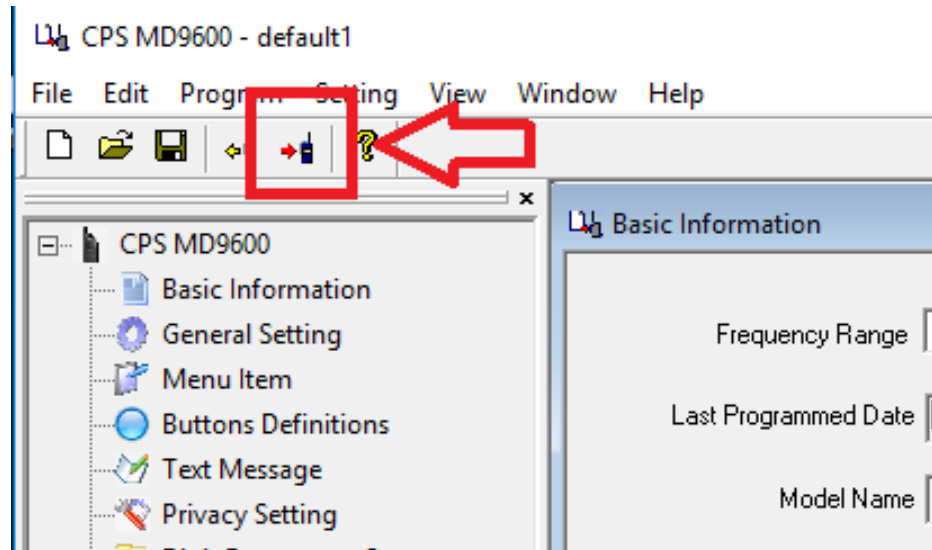 CPS MD9600 - default1
File Edit Program Setting View Window Help
CPS MD9600
Basic Information
General Setting
Menu Item
Buttons Definitions
Text Message
Privacy Setting
Basic Information
Frequency Range
Last Programmed Date
Model Name